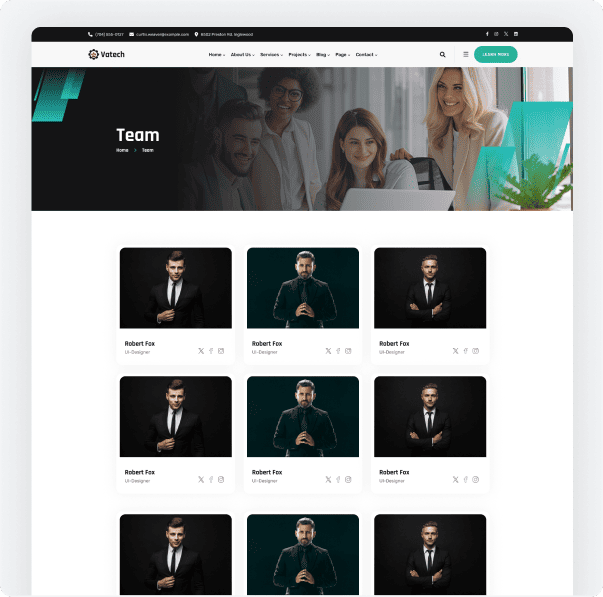 (704) 555-0127 curtis.weaver@example.com 6502 Preston Rd. Inglewood
Vatech Home About Us Services Projects Blog Page Contact LEARN MORE
Team
Home > Team
Robert Fox Robert Fox Robert Fox
UI-Designer UI-Designer UI-Designer
Robert Fox Robert Fox Robert Fox
UI-Designer UI-Designer UI-Designer